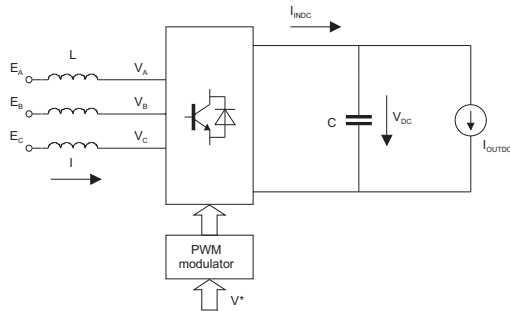 I_INDC
L
E_A
V_A
E_B
V_B
E_C
V_C
C
V_DC
I
I_OUTDC
PWM
modulator
V*